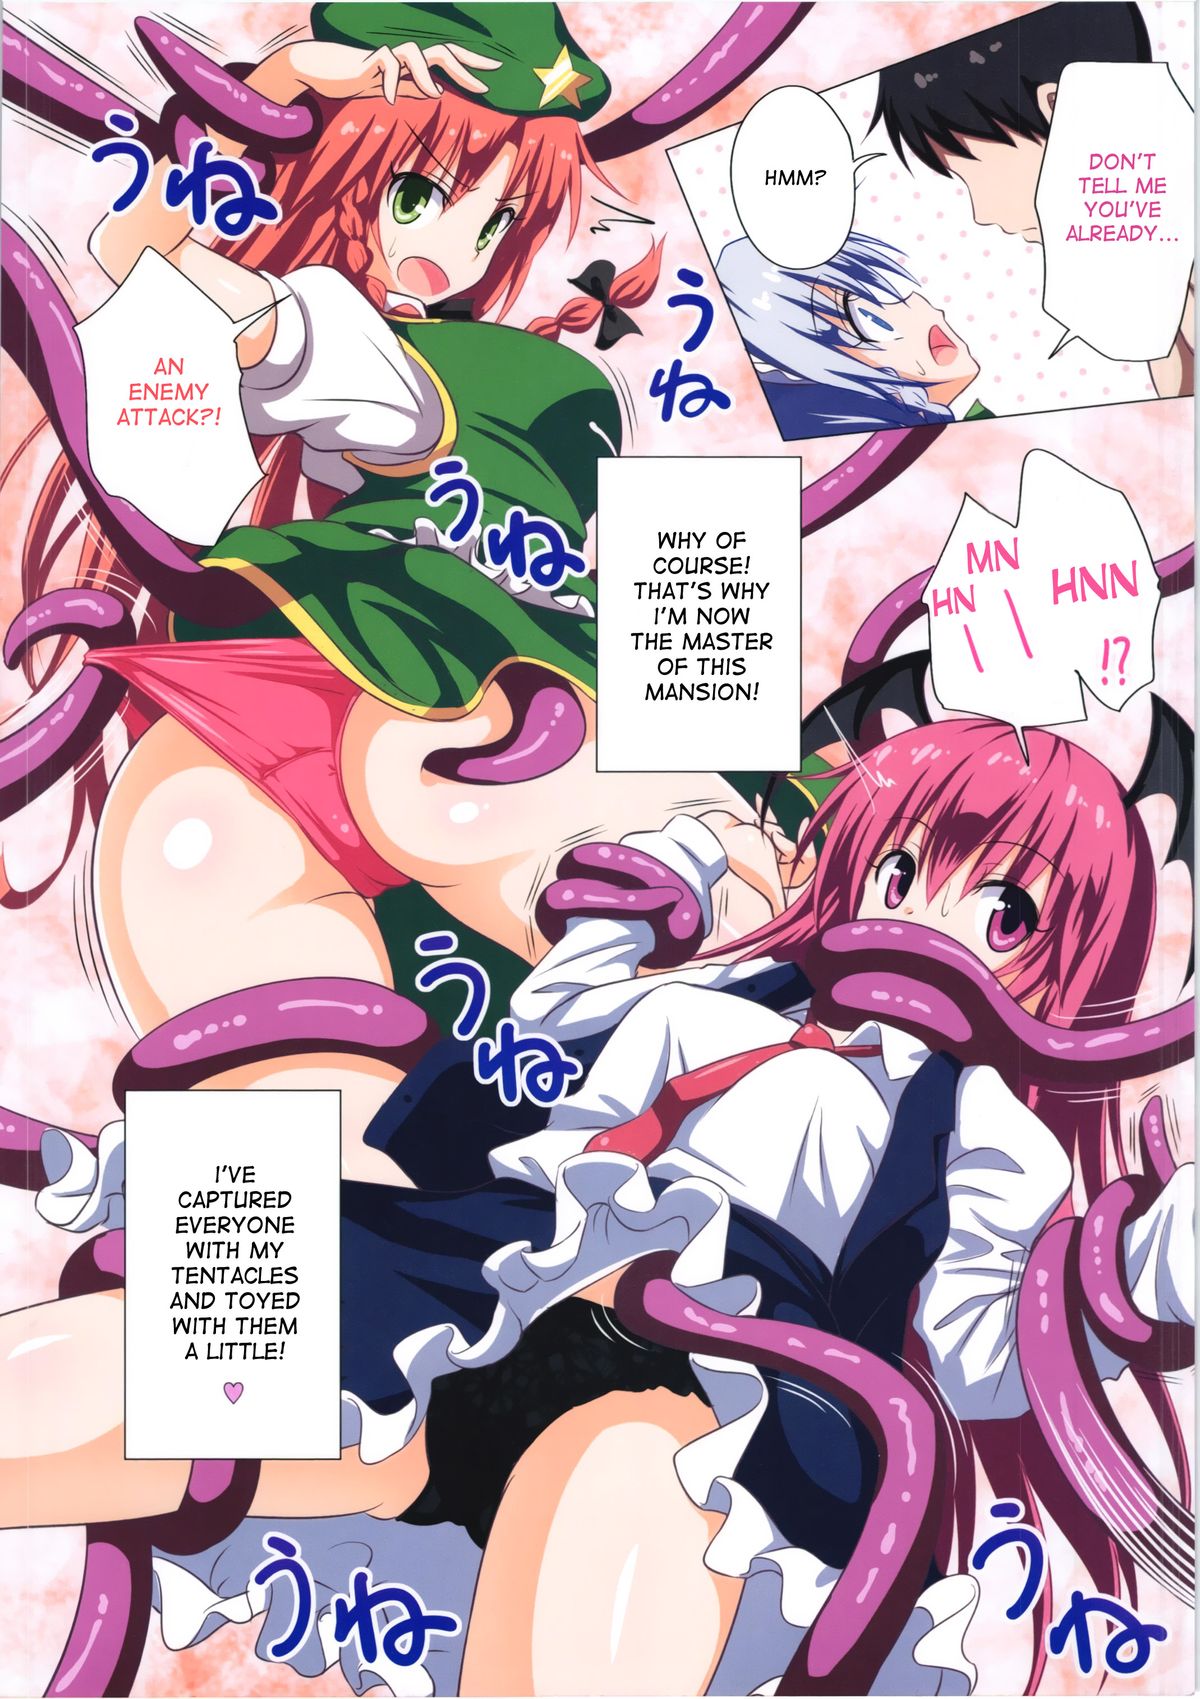 DON'T
TELL ME
YOU'VE
ALREADY...
HMM?
うね
うね
AN
ENEMY
ATTACK?!
うね
WHY OF
COURSE!
THAT'S WHY
I'M NOW
THE MASTER
OF THIS
MANSION!
HNN
MN
HN
!?
うね
I'VE
CAPTURED
EVERYONE
WITH MY
TENTACLES
AND TOYED
WITH THEM
A LITTLE!
♥
うね
うね